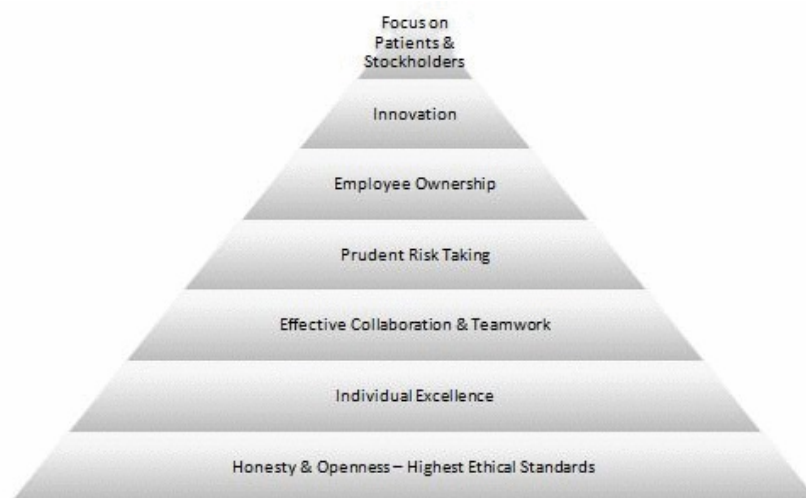 Focus on
Patients &
Stockholders
Innovation
Employee Ownership
Prudent Risk Taking
Effective Collaboration & Teamwork
Individual Excellence
Honesty & Openness – Highest Ethical Standards